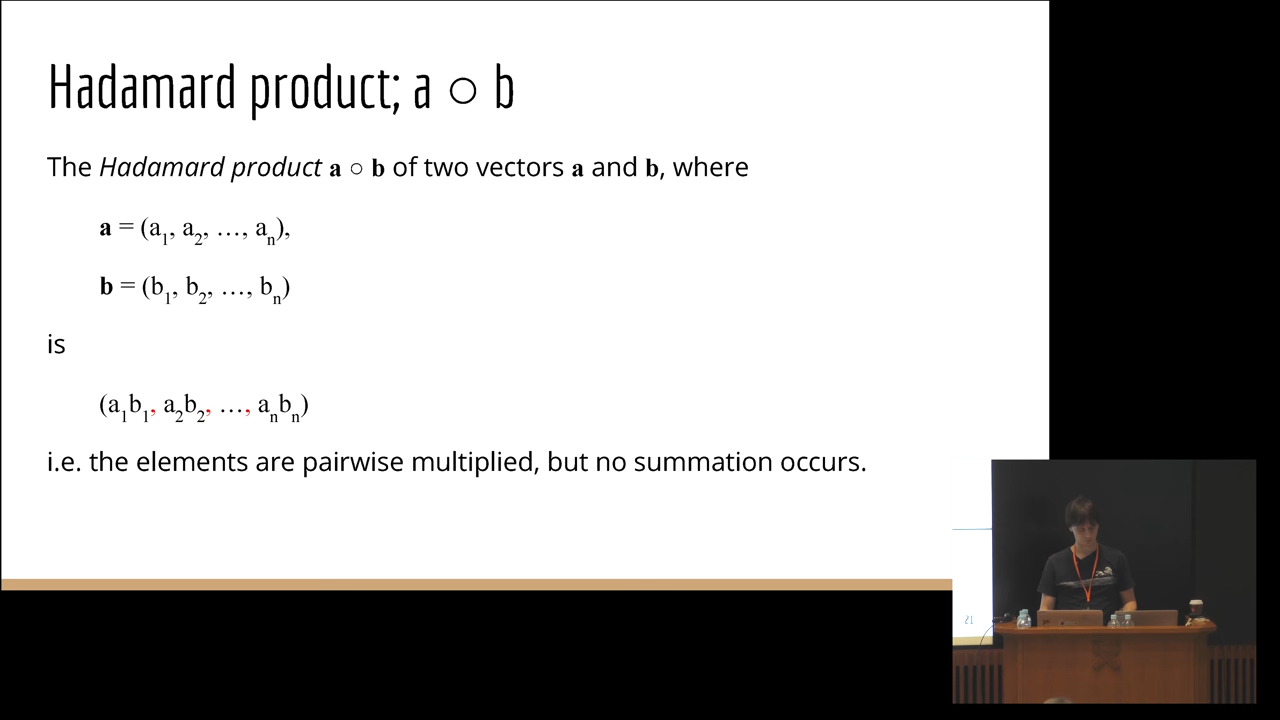 Hadamard product; a ○ b
The Hadamard product a ○ b of two vectors a and b, where
a = (a₁, a₂, …, aₙ),
b = (b₁, b₂, …, bₙ)
is
(a₁b₁, a₂b₂, …, aₙbₙ)
i.e. the elements are pairwise multiplied, but no summation occurs.
21